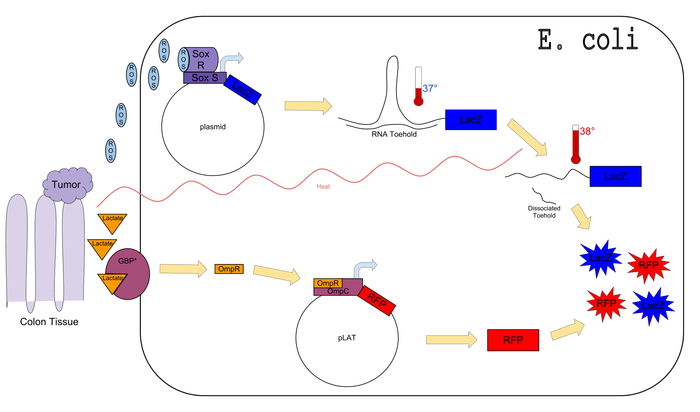 E. coli
ROS
ROS
ROS
ROS
ROS
ROS
Sox
R
Sox S
LacZ
plasmid
37°
RNA Toehold
LacZ
38°
LacZ
Dissociated
Toehold
Heat
Tumor
Lactate
Lactate
Lactate
GBP*
Colon Tissue
OmpR
OmpR
OmpC
RFP
pLAT
RFP
LacZ
RFP
RFP
LacZ